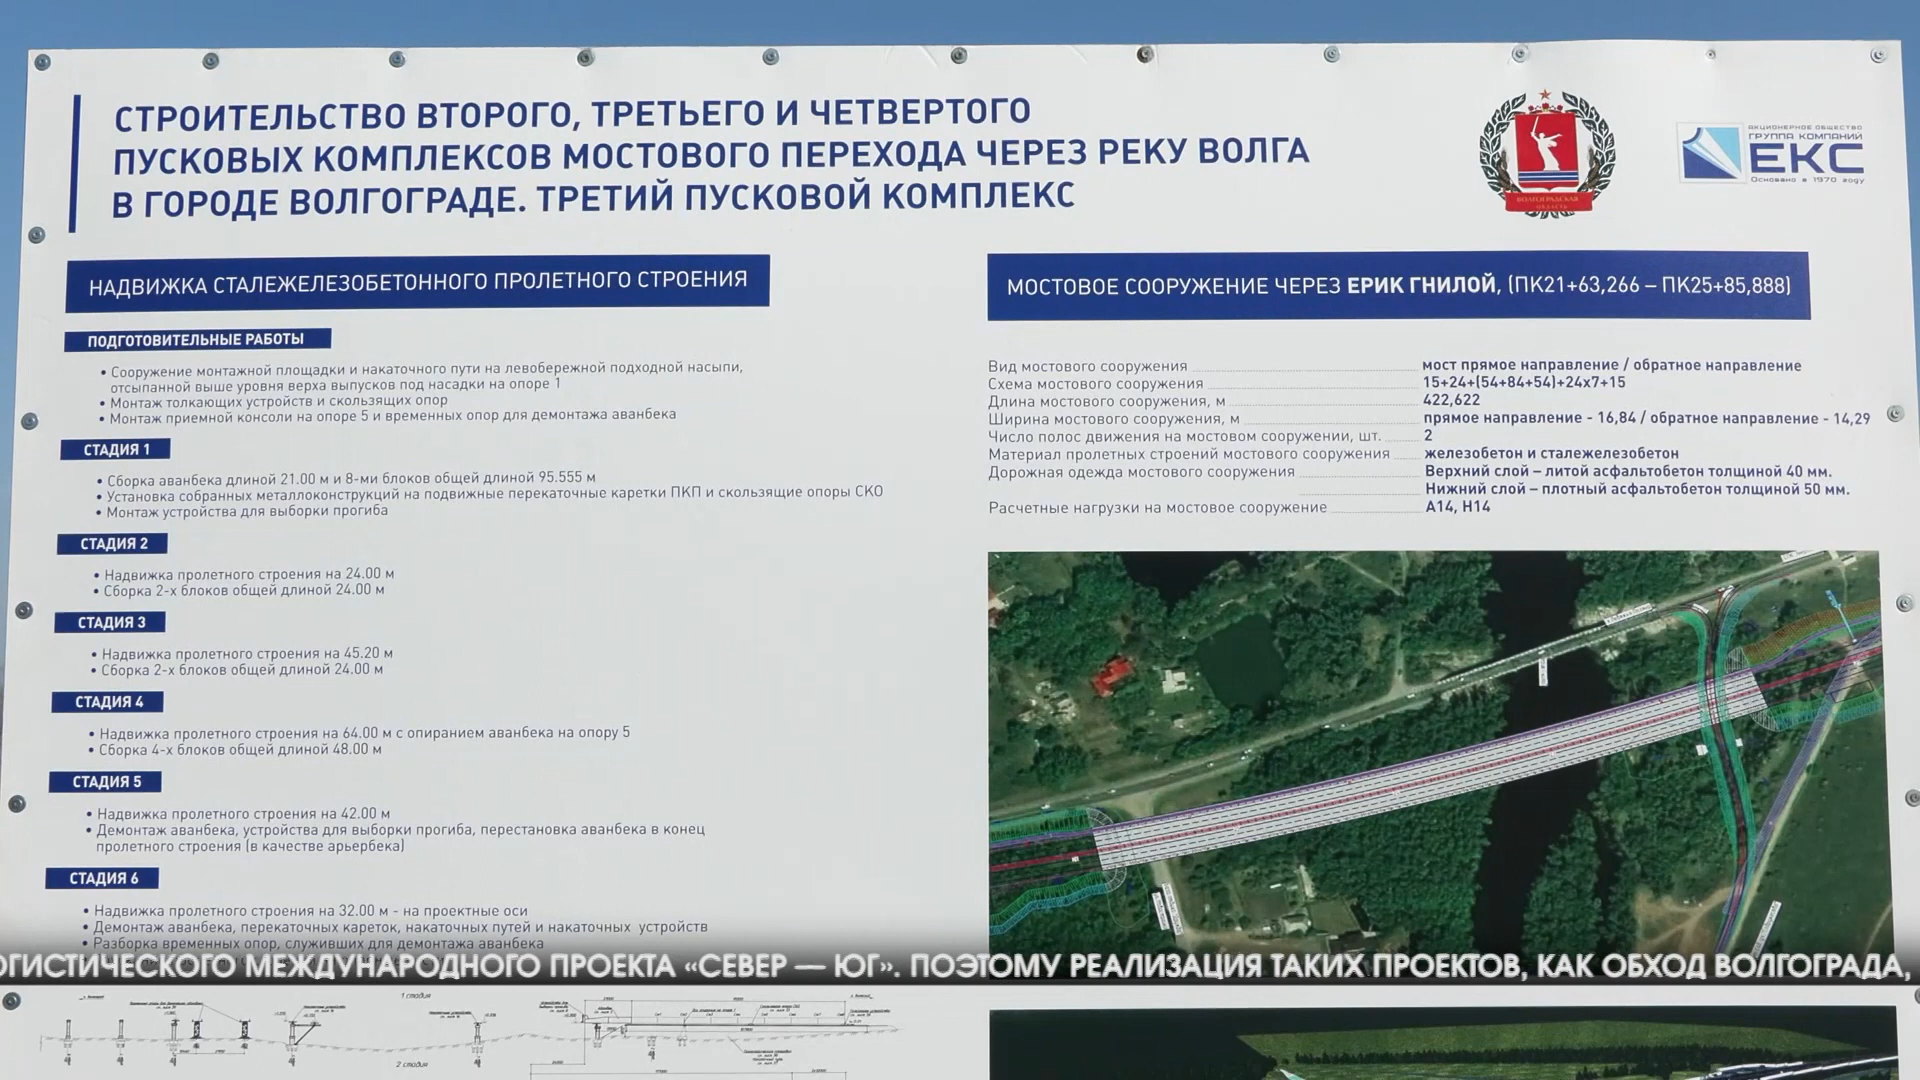 СТРОИТЕЛЬСТВО ВТОРОГО, ТРЕТЬЕГО И ЧЕТВЕРТОГО
ПУСКОВЫХ КОМПЛЕКСОВ МОСТОВОГО ПЕРЕХОДА ЧЕРЕЗ РЕКУ ВОЛГА
В ГОРОДЕ ВОЛГОГРАДЕ. ТРЕТИЙ ПУСКОВОЙ КОМПЛЕКС
ВОЛГОГРАДСКАЯ
ОБЛАСТЬ
АКЦИОНЕРНОЕ ОБЩЕСТВО
ГРУППА КОМПАНИЙ
ЕКС
Основано в 1970 году
НАДВИЖКА СТАЛЕЖЕЛЕЗОБЕТОННОГО ПРОЛЕТНОГО СТРОЕНИЯ
ПОДГОТОВИТЕЛЬНЫЕ РАБОТЫ
• Сооружение монтажной площадки и накаточного пути на левобережной подходной насыпи,
отсыпанной выше уровня верха выпусков под насадки на опоре 1
• Монтаж толкающих устройств и скользящих опор
• Монтаж приемной консоли на опоре 5 и временных опор для демонтажа аванбека
СТАДИЯ 1
• Сборка аванбека длиной 21.00 м и 8-ми блоков общей длиной 95.555 м
• Установка собранных металлоконструкций на подвижные перекаточные каретки ПКП и скользящие опоры СКО
• Монтаж устройства для выборки прогиба
СТАДИЯ 2
• Надвижка пролетного строения на 24.00 м
• Сборка 2-х блоков общей длиной 24.00 м
СТАДИЯ 3
• Надвижка пролетного строения на 45.20 м
• Сборка 2-х блоков общей длиной 24.00 м
СТАДИЯ 4
• Надвижка пролетного строения на 64.00 м с опиранием аванбека на опору 5
• Сборка 4-х блоков общей длиной 48.00 м
СТАДИЯ 5
• Надвижка пролетного строения на 42.00 м
• Демонтаж аванбека, устройства для выборки прогиба, перестановка аванбека в конец
пролетного строения (в качестве арьербека)
СТАДИЯ 6
• Надвижка пролетного строения на 32.00 м - на проектные оси
• Демонтаж аванбека, перекаточных кареток, накаточных путей и накаточных устройств
• Разборка временных опор, служивших для демонтажа аванбека
МОСТОВОЕ СООРУЖЕНИЕ ЧЕРЕЗ ЕРИК ГНИЛОЙ, (ПК21+63,266 – ПК25+85,888)
Вид мостового сооружения мост прямое направление / обратное направление
Схема мостового сооружения 15+24+(54+84+54)+24х7+15
Длина мостового сооружения, м 422,622
Ширина мостового сооружения, м прямое направление - 16,84 / обратное направление - 14,29
Число полос движения на мостовом сооружении, шт. 2
Материал пролетных строений мостового сооружения железобетон и сталежелезобетон
Дорожная одежда мостового сооружения Верхний слой – литой асфальтобетон толщиной 40 мм.
Нижний слой – плотный асфальтобетон толщиной 50 мм.
Расчетные нагрузки на мостовое сооружение А14, Н14
ОГИСТИЧЕСКОГО МЕЖДУНАРОДНОГО ПРОЕКТА «СЕВЕР — ЮГ». ПОЭТОМУ РЕАЛИЗАЦИЯ ТАКИХ ПРОЕКТОВ, КАК ОБХОД ВОЛГОГРАДА,
1 стадия
2 стадия